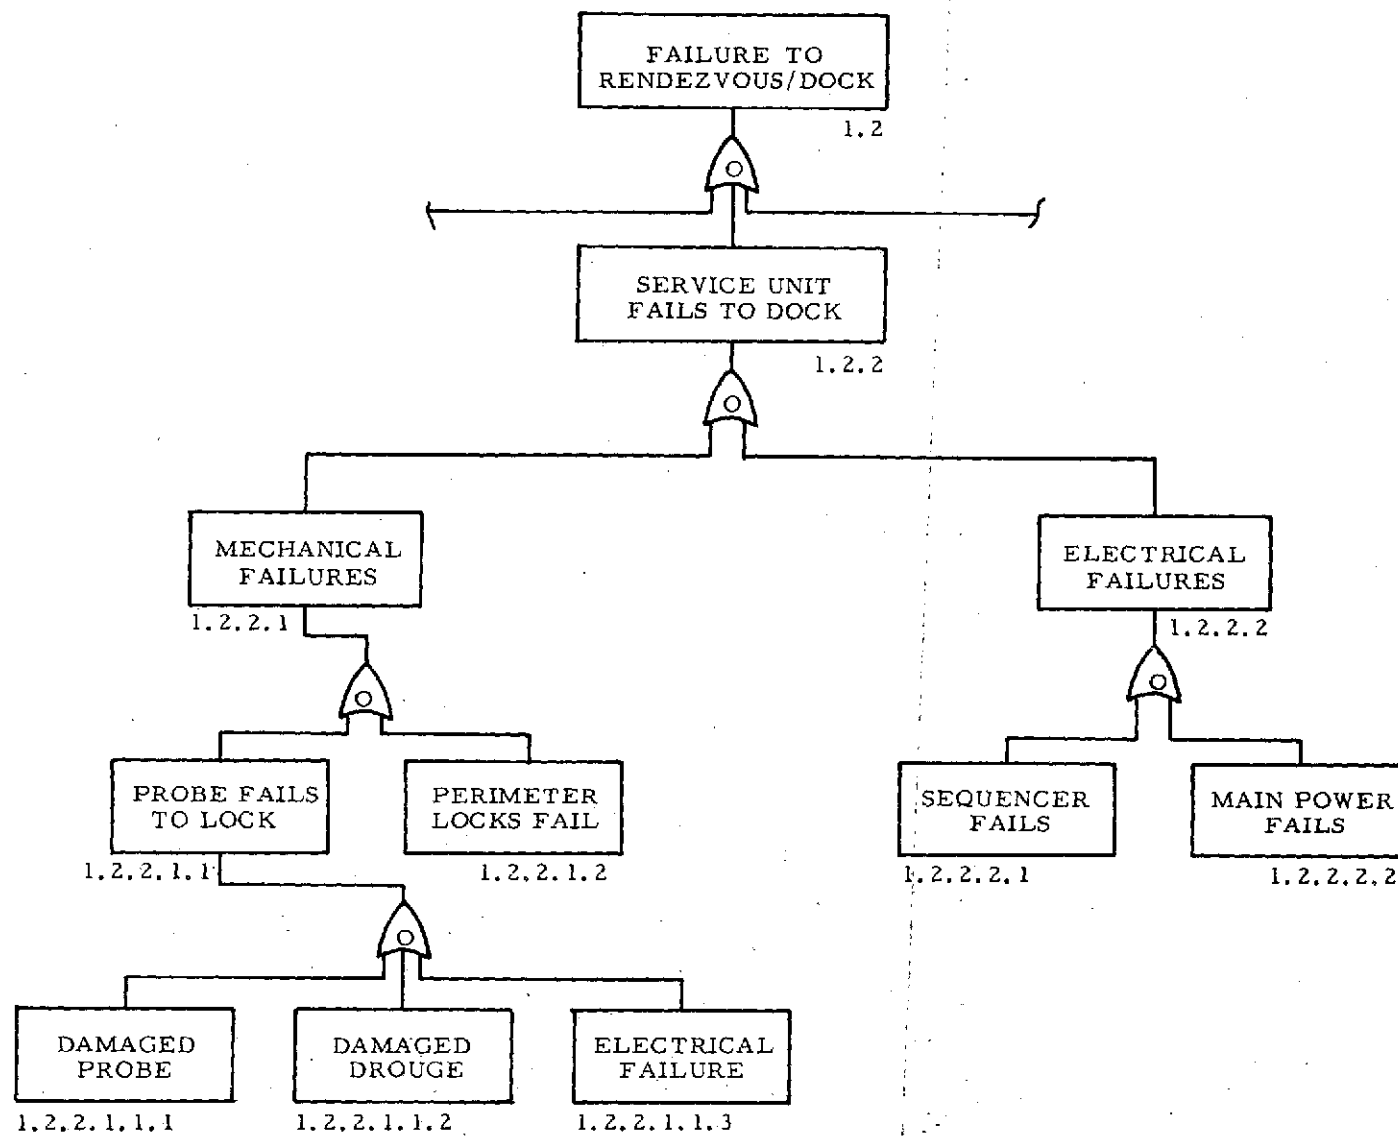 FAILURE TO
RENDEZVOUS/DOCK
1.2
SERVICE UNIT
FAILS TO DOCK
1.2.2
MECHANICAL
FAILURES
1.2.2.1
ELECTRICAL
FAILURES
1.2.2.2
PROBE FAILS
TO LOCK
1.2.2.1.1
PERIMETER
LOCKS FAIL
1.2.2.1.2
SEQUENCER
FAILS
1.2.2.2.1
MAIN POWER
FAILS
1.2.2.2.2
DAMAGED
PROBE
1.2.2.1.1.1
DAMAGED
DROUGE
1.2.2.1.1.2
ELECTRICAL
FAILURE
1.2.2.1.1.3